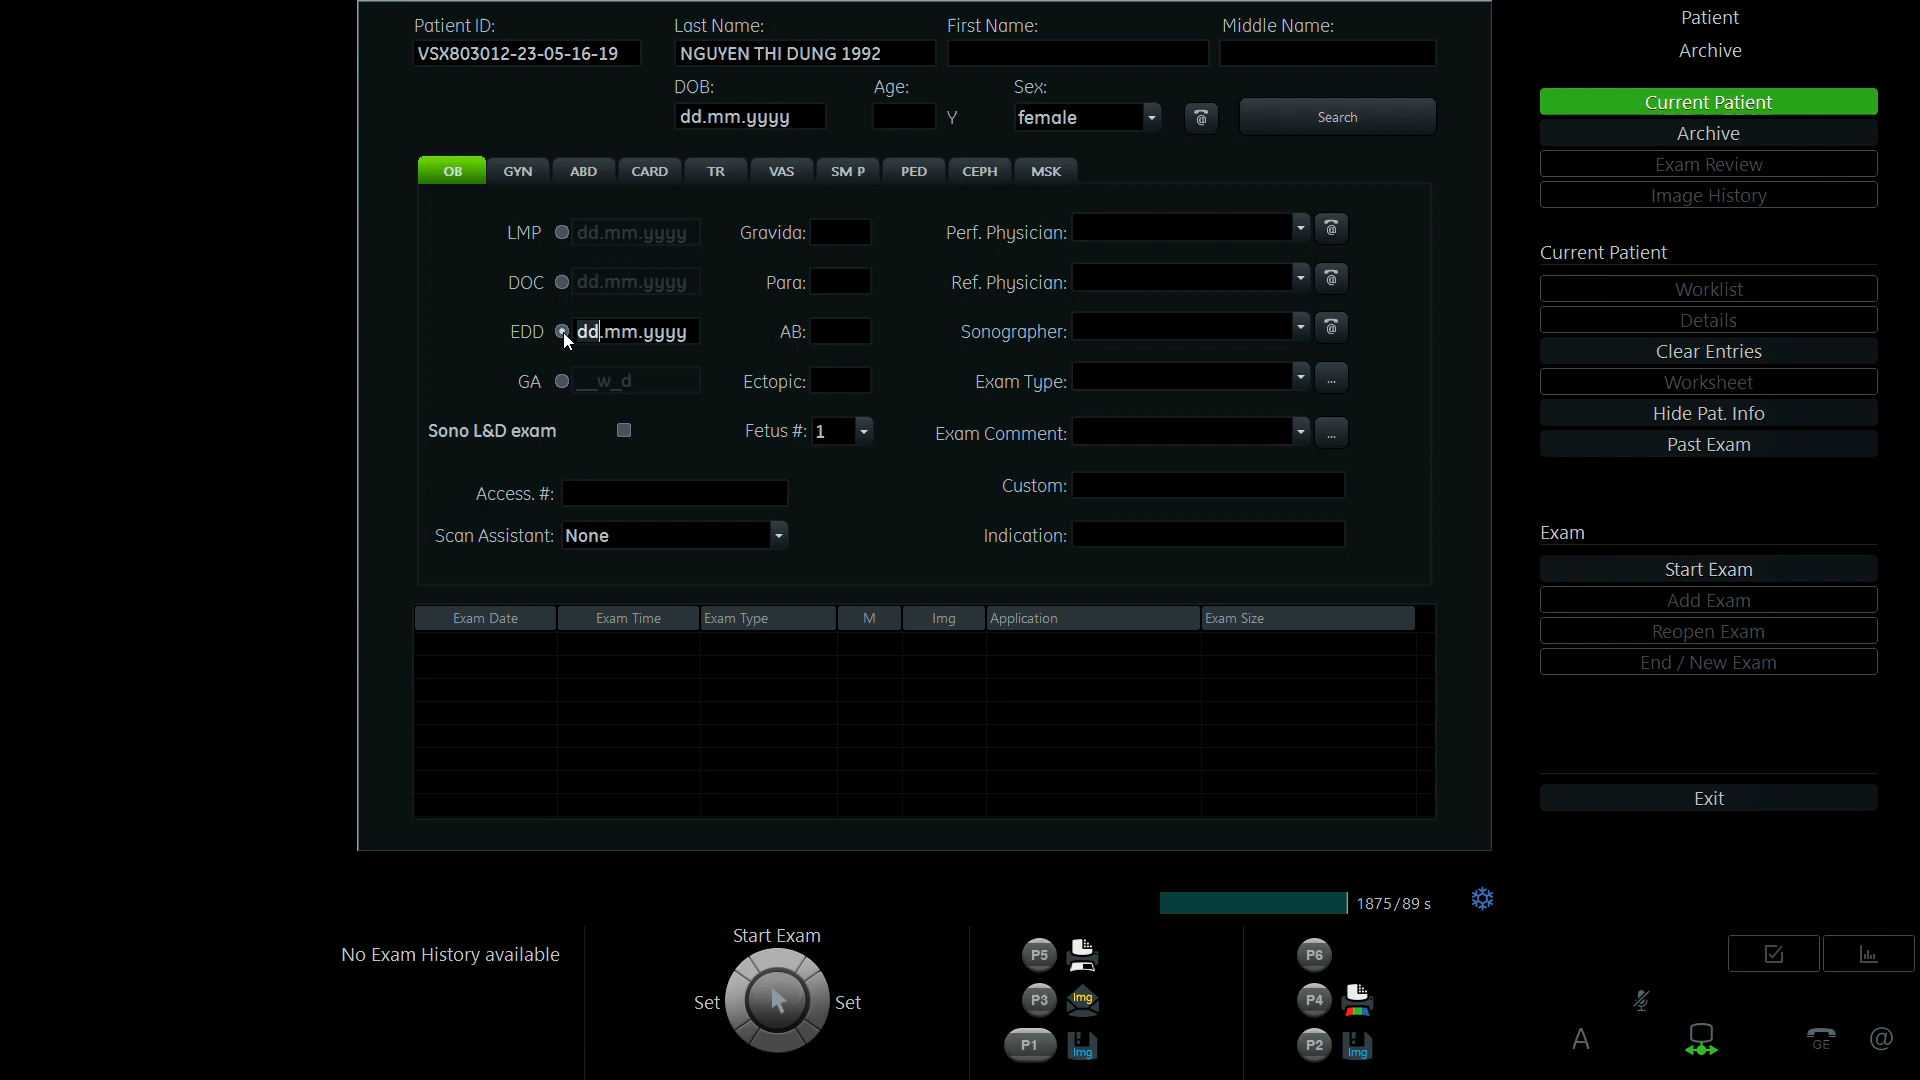 Patient ID: Last Name: First Name: Middle Name:
VSX803012-23-05-16-19 NGUYEN THI DUNG 1992
DOB: Age: Sex:
dd.mm.yyyy Y female @ Search
OB GYN ABD CARD TR VAS SM P PED CEPH MSK
LMP dd.mm.yyyy Gravida: Perf. Physician: @
DOC dd.mm.yyyy Para: Ref. Physician: @
EDD dd.mm.yyyy AB: Sonographer: @
GA __w_d Ectopic: Exam Type: ...
Sono L&D exam Fetus #: 1 Exam Comment: ...
Custom:
Access. #:
Scan Assistant: None Indication:
Exam Date Exam Time Exam Type M Img Application Exam Size
Patient
Archive
Current Patient
Archive
Exam Review
Image History
Current Patient
Worklist
Details
Clear Entries
Worksheet
Hide Pat. Info
Past Exam
Exam
Start Exam
Add Exam
Reopen Exam
End / New Exam
Exit
1875/89 s
No Exam History available
Start Exam
Set Set
P5
P3 Img
P1 Img
P6
P4
P2 Img
A GE @